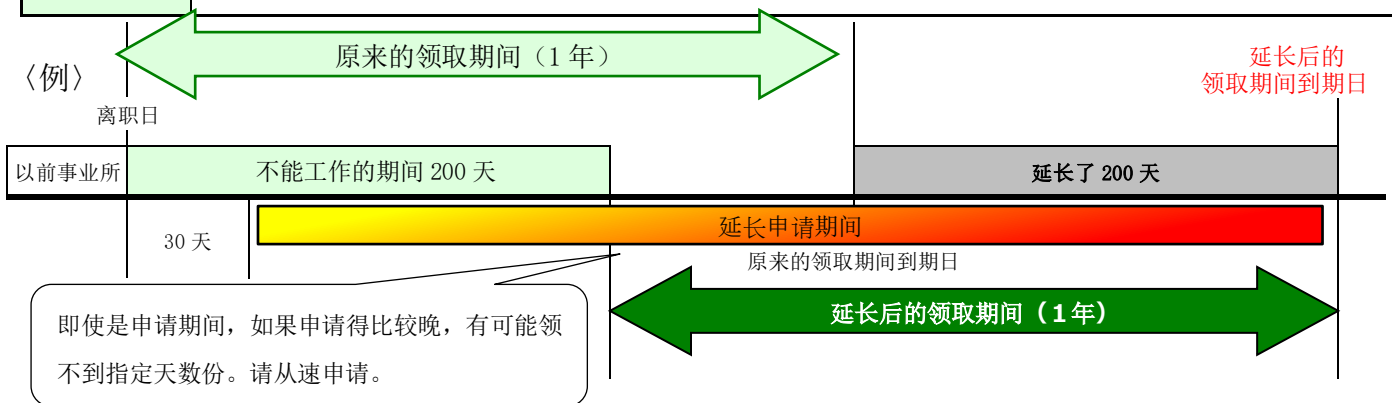 原来的领取期间（1 年）
延长后的
领取期间到期日
〈例〉
离职日
以前事业所
不能工作的期间 200 天
延长了 200 天
30 天
延长申请期间
原来的领取期间到期日
延长后的领取期间（1 年）
即使是申请期间，如果申请得比较晚，有可能领
不到指定天数份。请从速申请。